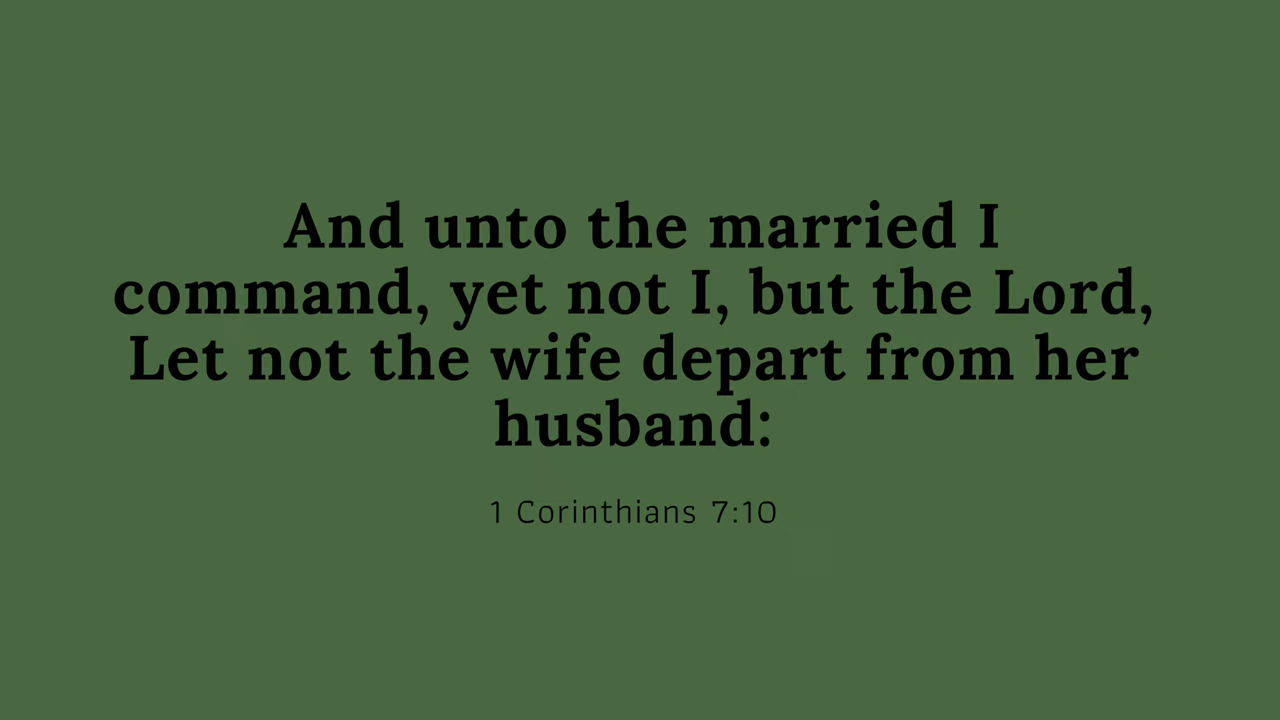 And unto the married I
command, yet not I, but the Lord,
Let not the wife depart from her
husband:
1 Corinthians 7:10